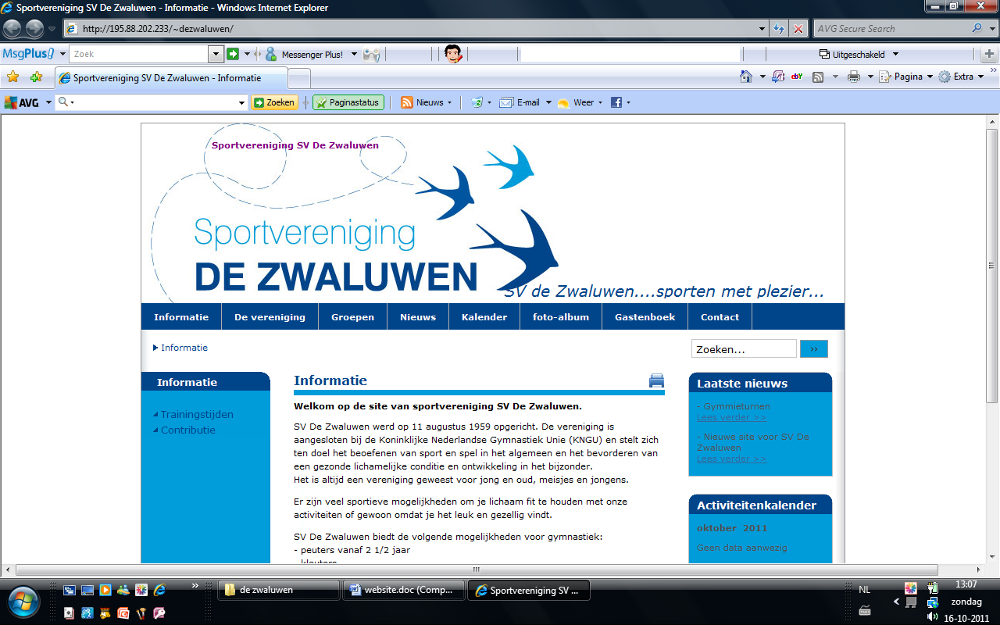 Sportvereniging SV De Zwaluwen - Informatie - Windows Internet Explorer
http://195.88.202.233/~dezwaluwen/
AVG Secure Search
MsgPlus! Zoek Messenger Plus! Uitgeschakeld
Sportvereniging SV De Zwaluwen - Informatie
Pagina Extra
AVG Zoeken Paginastatus Nieuws E-mail Weer
Sportvereniging SV De Zwaluwen
Sportvereniging
DE ZWALUWEN
SV de Zwaluwen....sporten met plezier...
Informatie De vereniging Groepen Nieuws Kalender foto-album Gastenboek Contact
Informatie
Zoeken... >>
Informatie
Trainingstijden
Contributie
Informatie
Welkom op de site van sportvereniging SV De Zwaluwen.
SV De Zwaluwen werd op 11 augustus 1959 opgericht. De vereniging is
aangesloten bij de Koninklijke Nederlandse Gymnastiek Unie (KNGU) en stelt zich
ten doel het beoefenen van sport en spel in het algemeen en het bevorderen van
een gezonde lichamelijke conditie en ontwikkeling in het bijzonder.
Het is altijd een vereniging geweest voor jong en oud, meisjes en jongens.
Er zijn veel sportieve mogelijkheden om je lichaam fit te houden met onze
activiteiten of gewoon omdat je het leuk en gezellig vindt.
SV De Zwaluwen biedt de volgende mogelijkheden voor gymnastiek:
- peuters vanaf 2 1/2 jaar
- kleuters
Laatste nieuws
- Gymmieturnen
Lees verder >>
- Nieuwe site voor SV De
Zwaluwen
Lees verder >>
Activiteitenkalender
oktober 2011
Geen data aanwezig
de zwaluwen
website.doc (Comp...
Sportvereniging SV ...
NL
13:07
zondag
16-10-2011